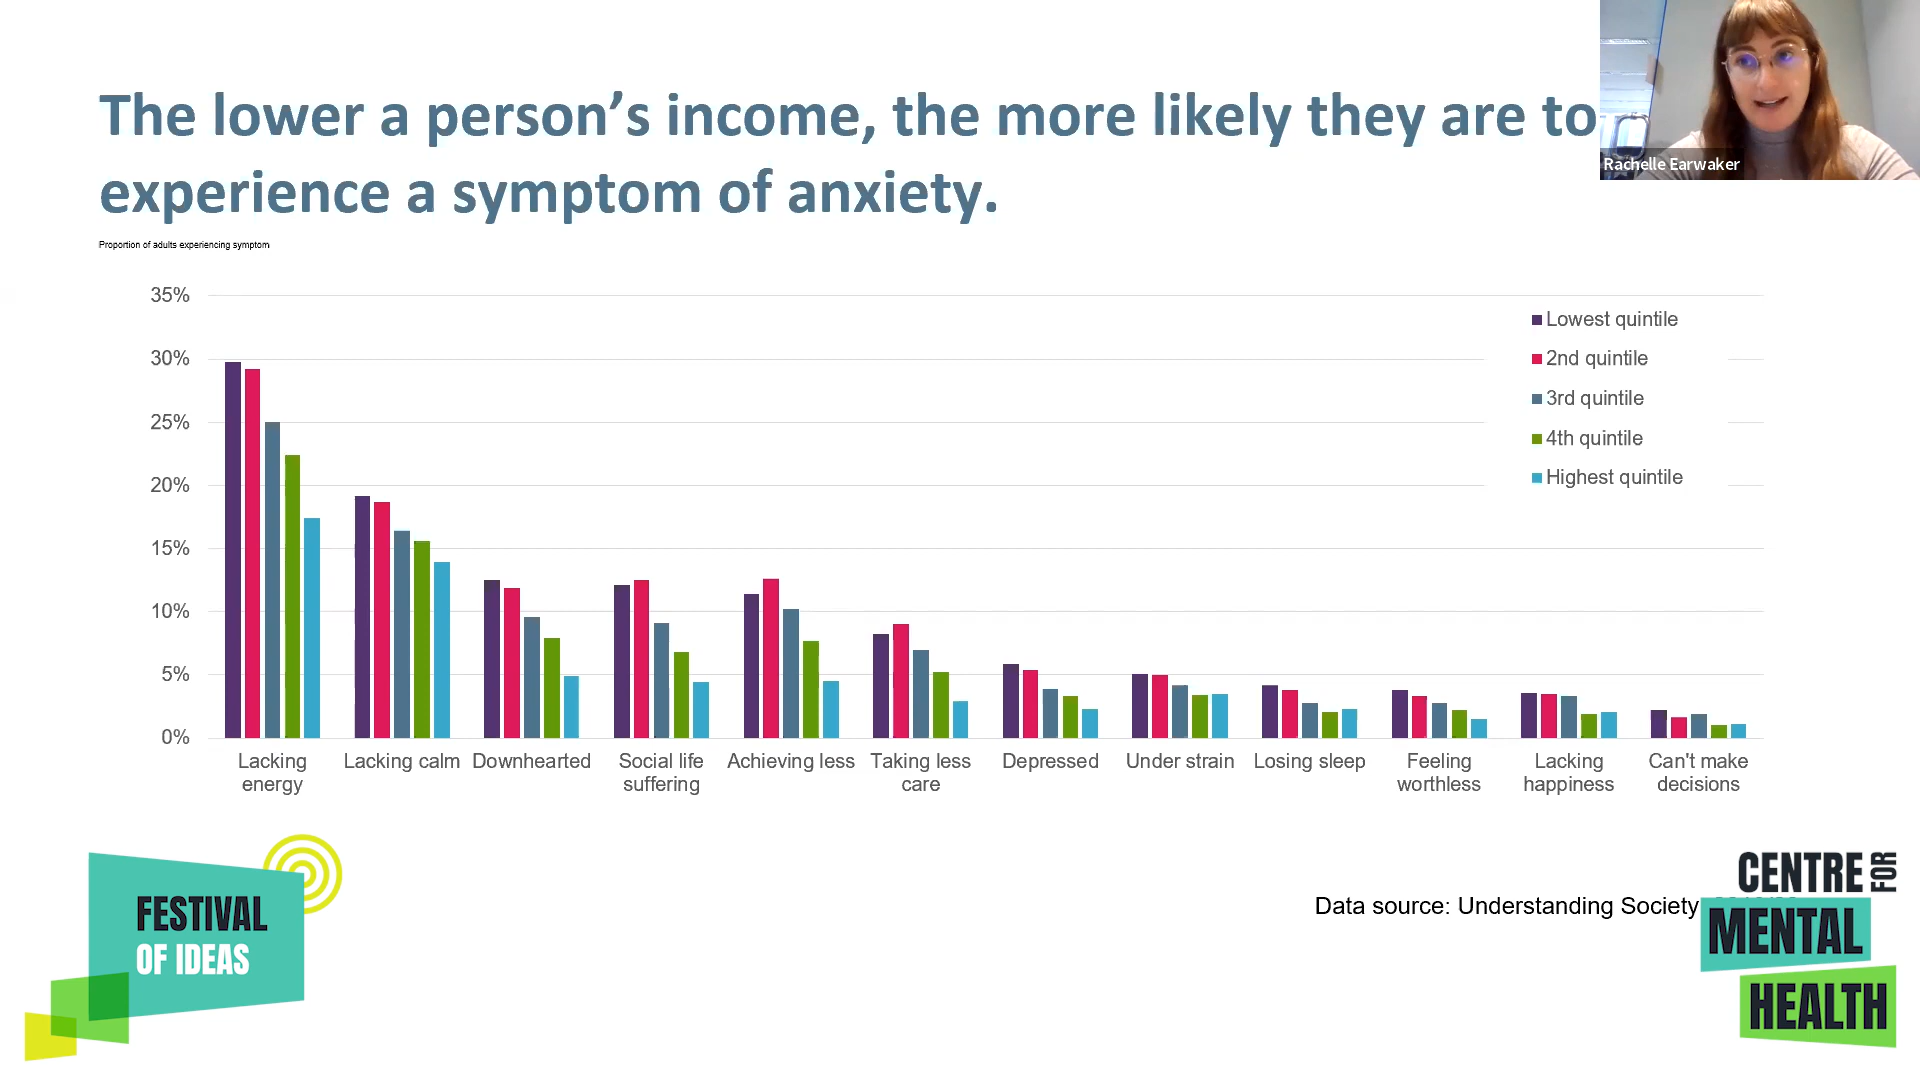 The lower a person’s income, the more likely they are to
experience a symptom of anxiety.
Rachelle Earwaker
Proportion of adults experiencing symptom
35%
30%
25%
20%
15%
10%
5%
0%
Lowest quintile
2nd quintile
3rd quintile
4th quintile
Highest quintile
Lacking energy
Lacking calm
Downhearted
Social life suffering
Achieving less
Taking less care
Depressed
Under strain
Losing sleep
Feeling worthless
Lacking happiness
Can't make decisions
FESTIVAL
OF IDEAS
Data source: Understanding Society
CENTRE FOR
MENTAL
HEALTH